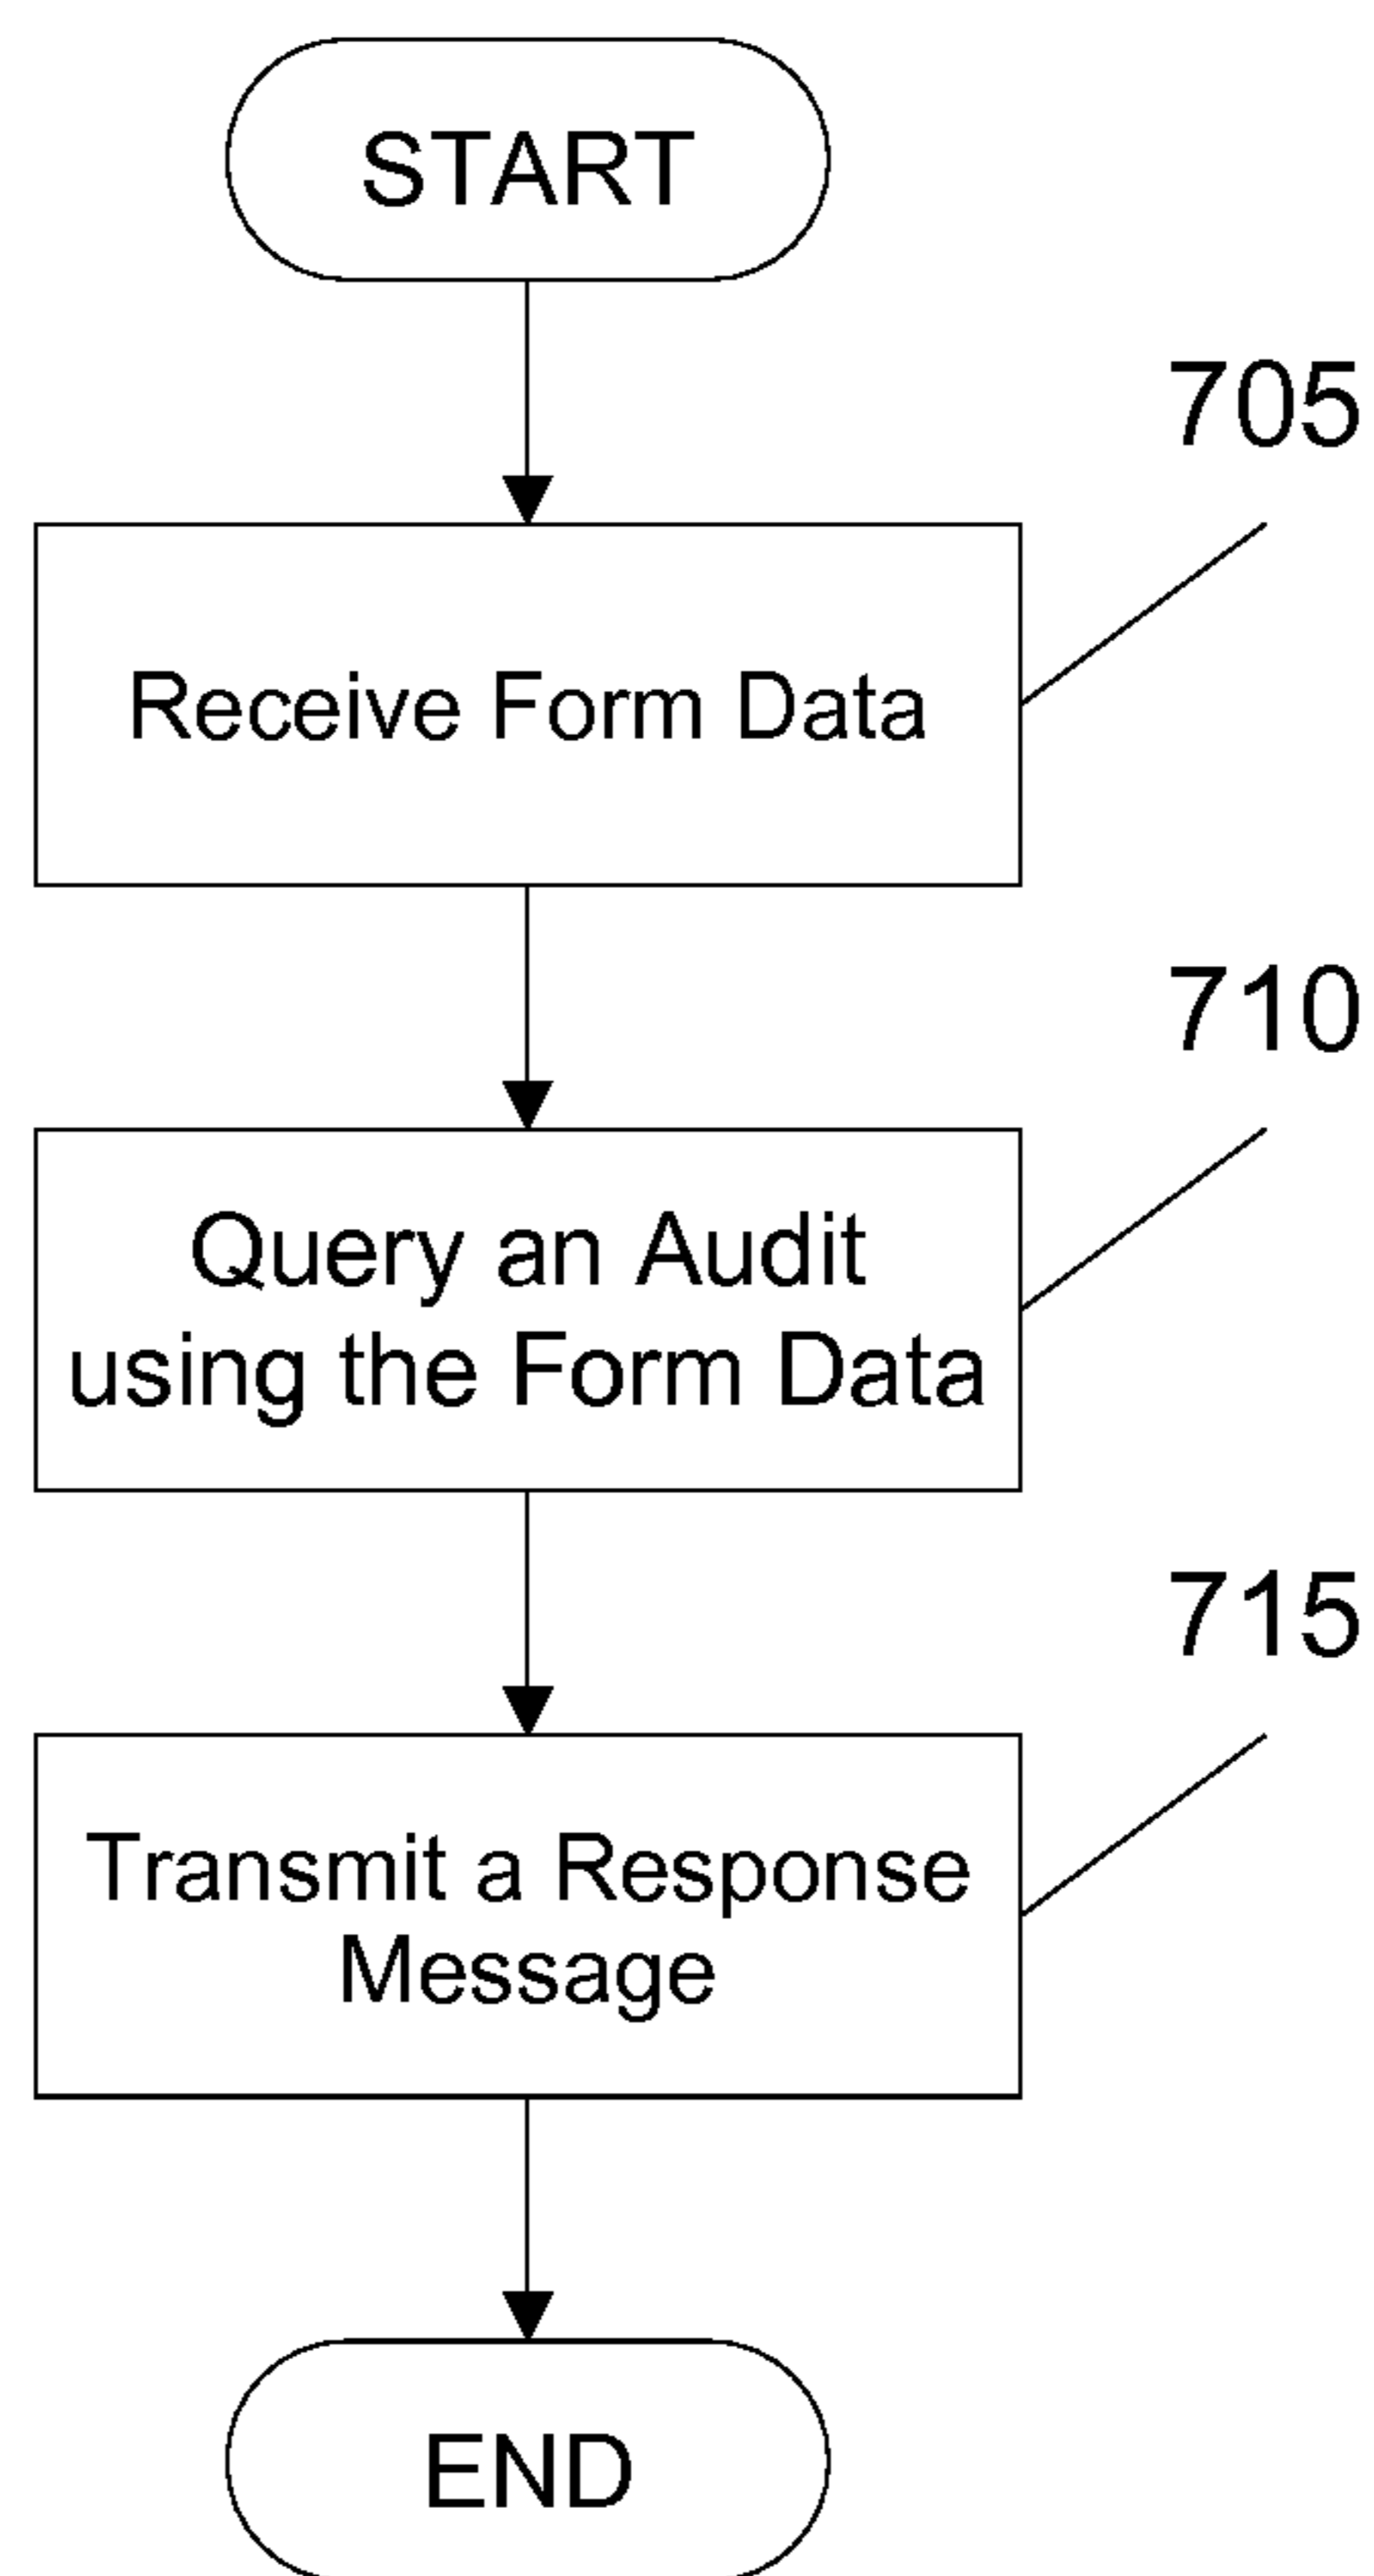 START
705
Receive Form Data
710
Query an Audit
using the Form Data
715
Transmit a Response
Message
END